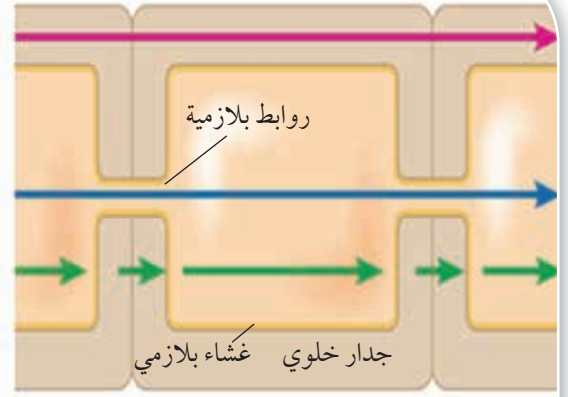 روابط بلازمية
جدار خلوي
غشاء بلازمي